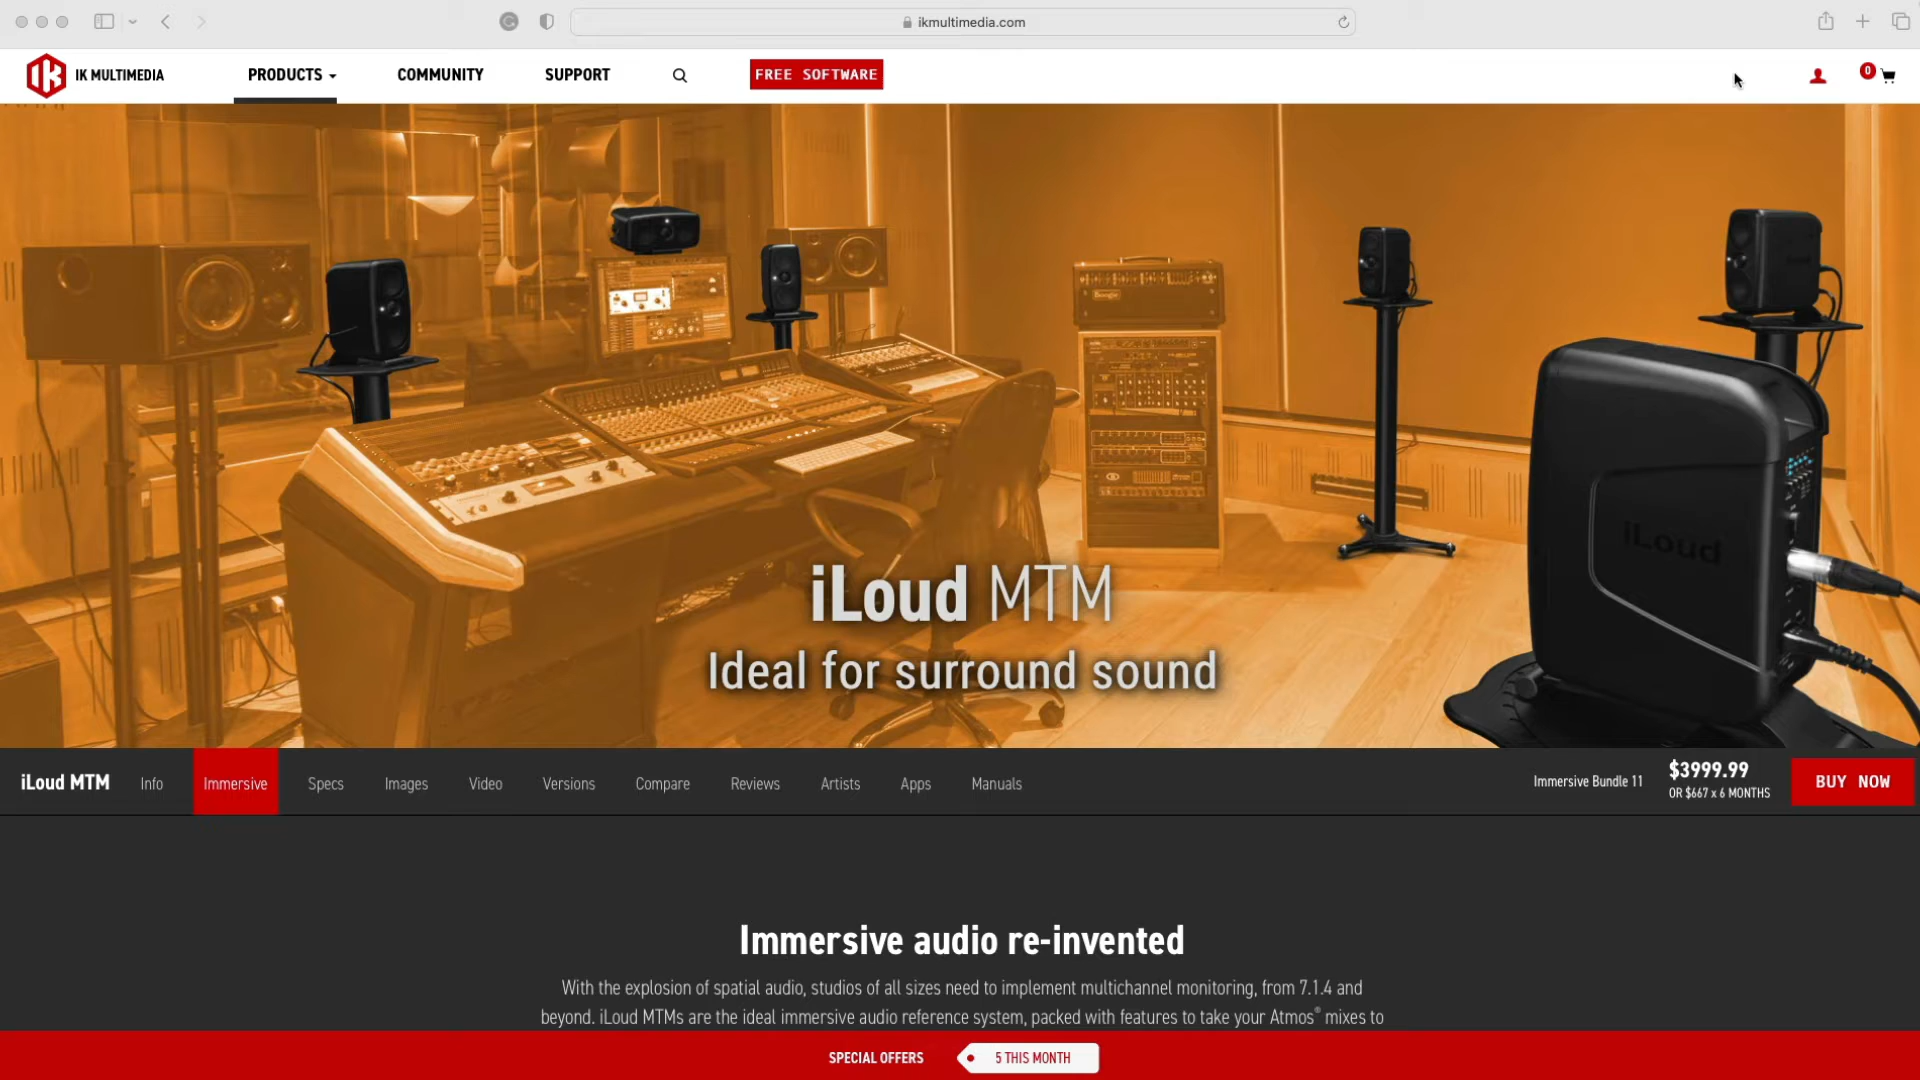 ikmultimedia.com
IK MULTIMEDIA
PRODUCTS
COMMUNITY
SUPPORT
FREE SOFTWARE
0
iLoud
iLoud MTM
Ideal for surround sound
iLoud MTM
Info
Immersive
Specs
Images
Video
Versions
Compare
Reviews
Artists
Apps
Manuals
Immersive Bundle 11
$3999.99
OR $667 x 6 MONTHS
BUY NOW
Immersive audio re-invented
With the explosion of spatial audio, studios of all sizes need to implement multichannel monitoring, from 7.1.4 and
beyond. iLoud MTMs are the ideal immersive audio reference system, packed with features to take your Atmos® mixes to
SPECIAL OFFERS
5 THIS MONTH